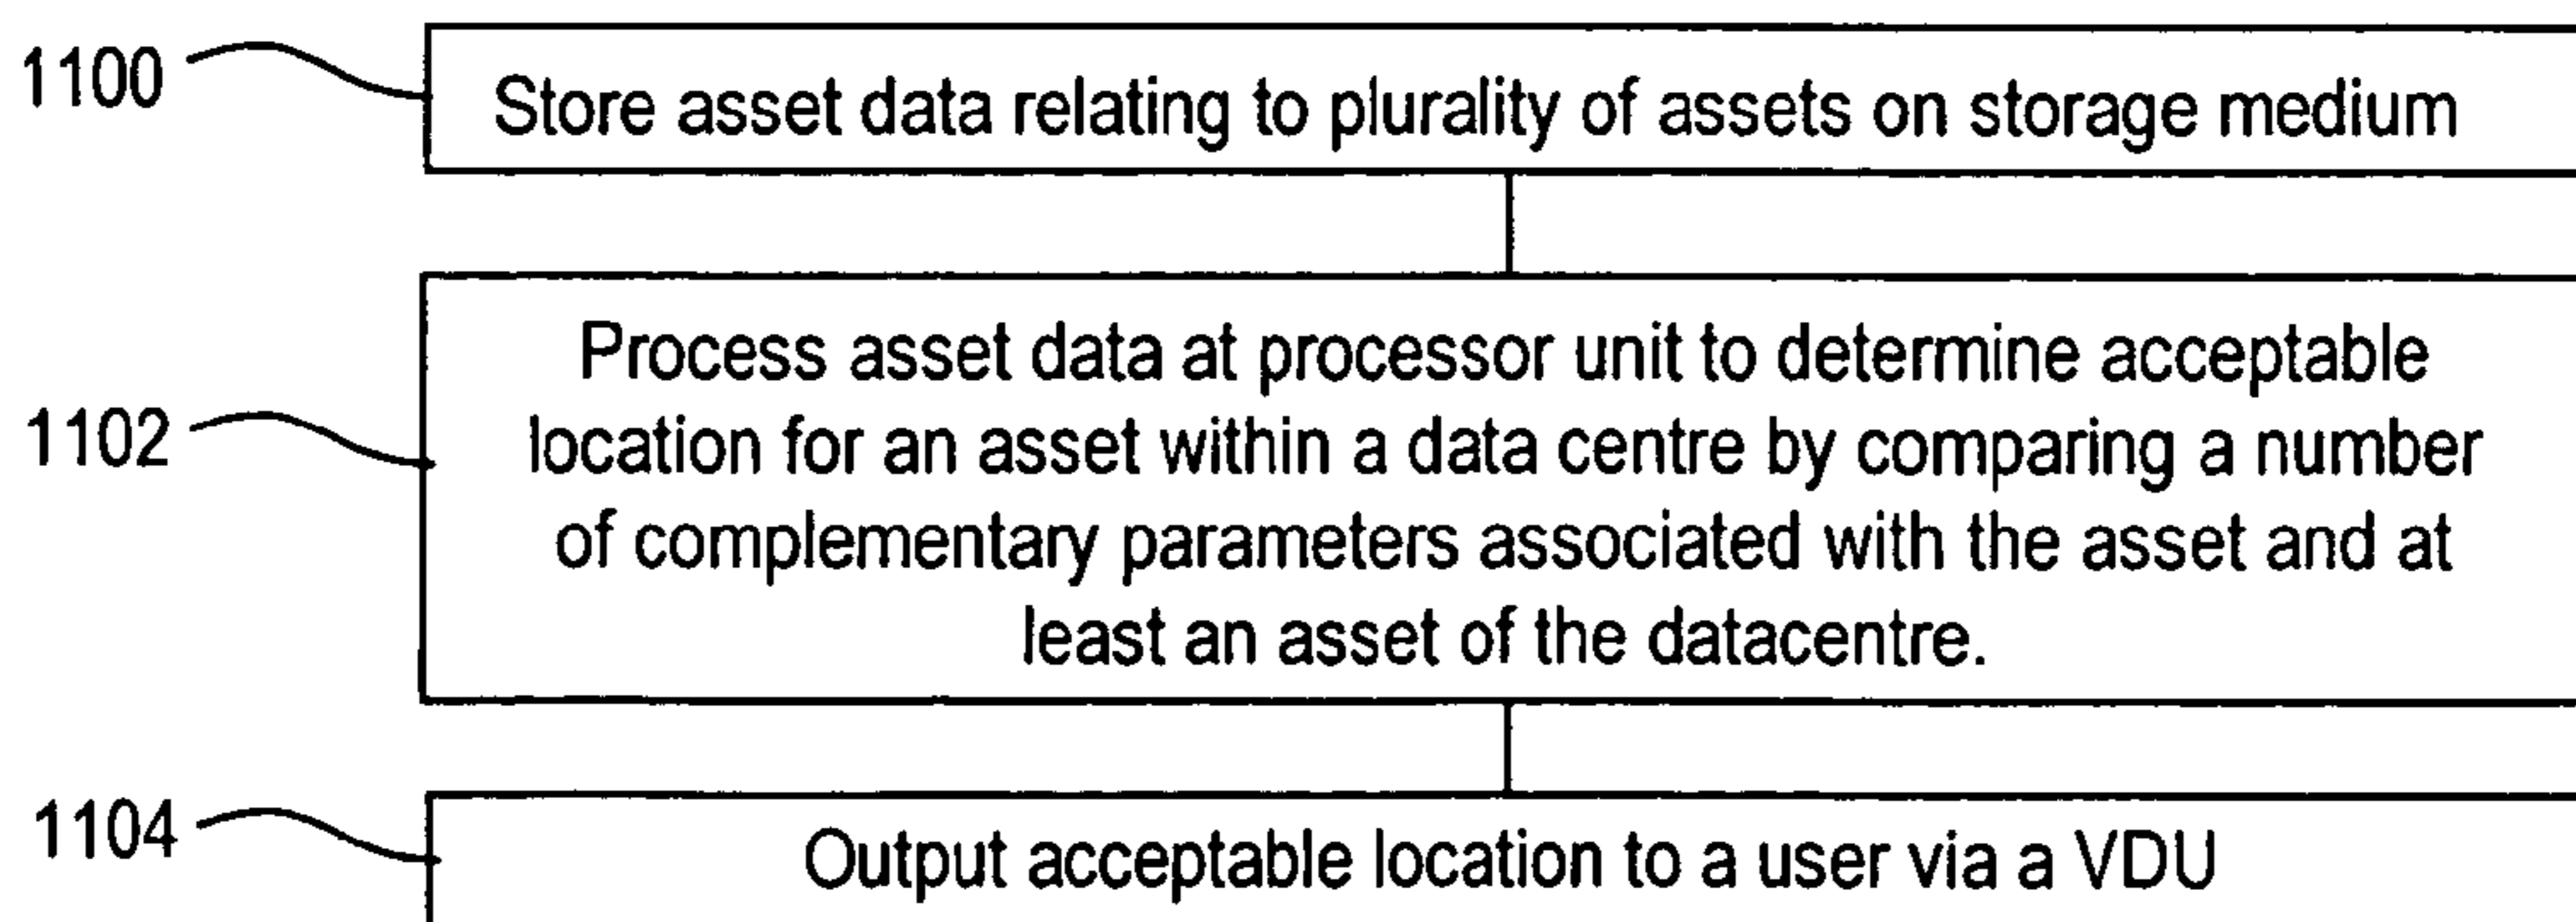 1100
Store asset data relating to plurality of assets on storage medium
1102
Process asset data at processor unit to determine acceptable
location for an asset within a data centre by comparing a number
of complementary parameters associated with the asset and at
least an asset of the datacentre.
1104
Output acceptable location to a user via a VDU